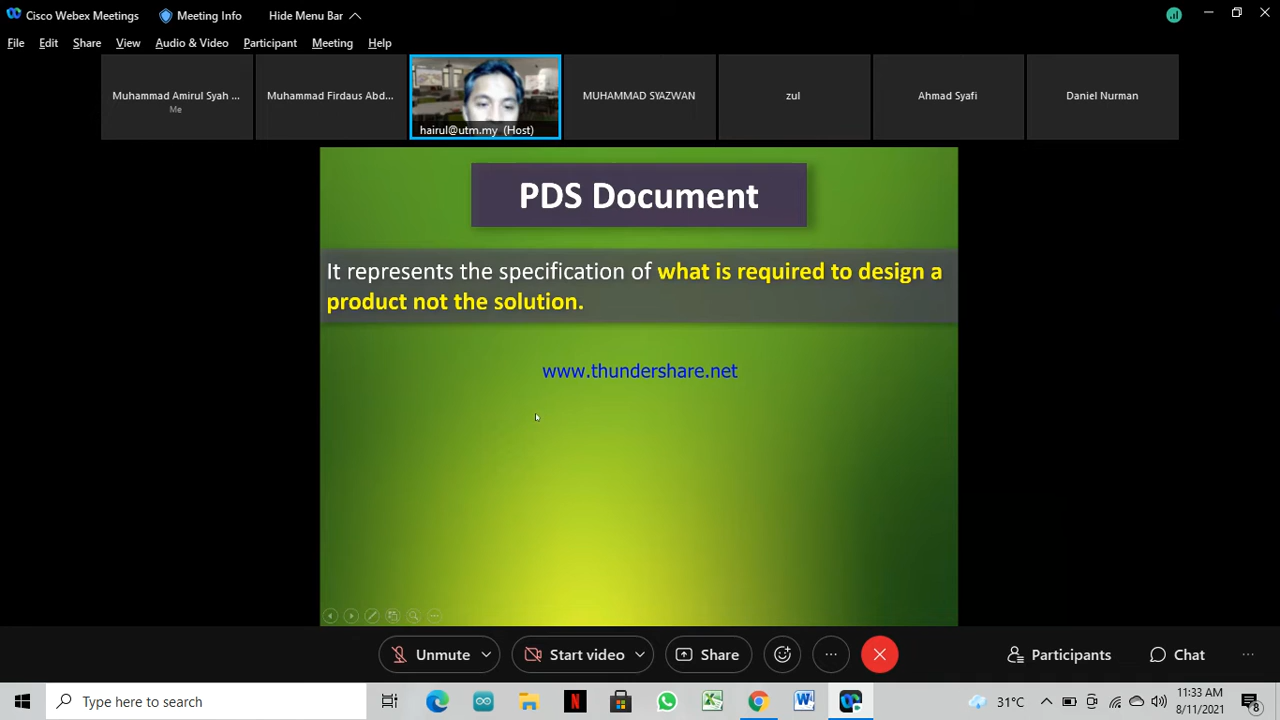 Cisco Webex Meetings Meeting Info Hide Menu Bar
File Edit Share View Audio & Video Participant Meeting Help
Muhammad Amirul Syah ...
Me
Muhammad Firdaus Abd...
hairul@utm.my (Host)
MUHAMMAD SYAZWAN
zul
Ahmad Syafi
Daniel Nurman
PDS Document
It represents the specification of what is required to design a
product not the solution.
www.thundershare.net
Unmute Start video Share Participants Chat
Type here to search
31°C
11:33 AM
8/11/2021
8